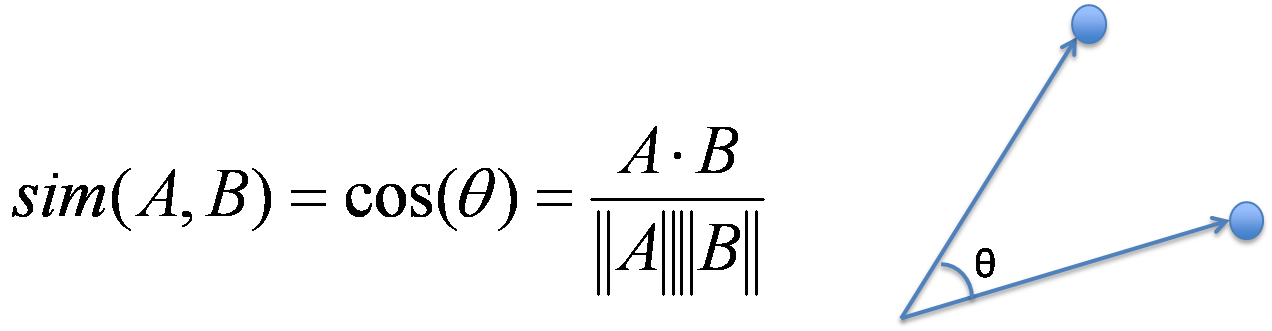 sim(A, B) = cos(θ) = A · B / ‖A‖‖B‖
θ